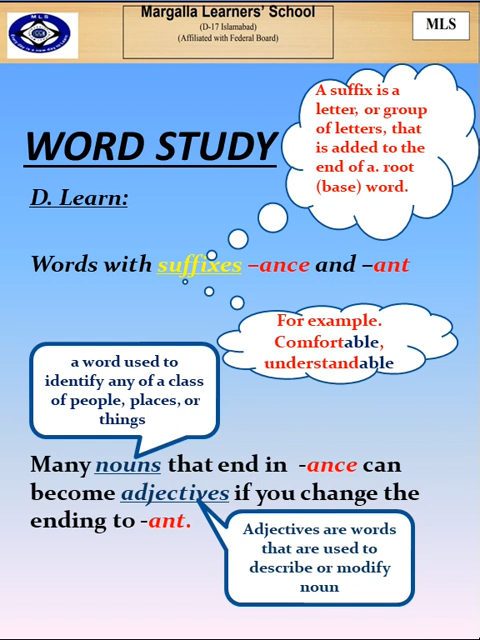 Margalla Learners' School
(D-17 Islamabad)
(Affiliated with Federal Board)
MLS
MLS
A suffix is a
letter, or group
of letters, that
is added to the
end of a. root
(base) word.
WORD STUDY
D. Learn:
Words with suffixes –ance and –ant
For example.
Comfortable,
understandable
a word used to
identify any of a class
of people, places, or
things
Many nouns that end in -ance can
become adjectives if you change the
ending to -ant.
Adjectives are words
that are used to
describe or modify
noun